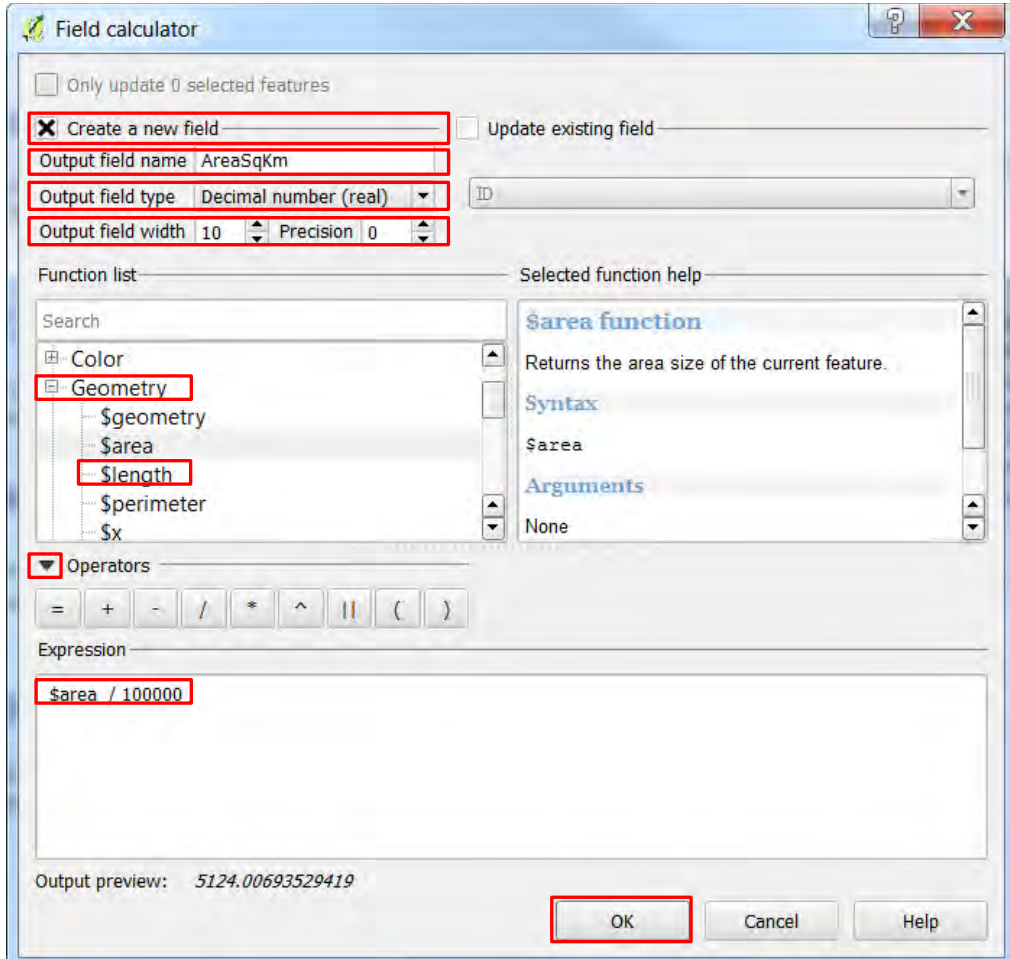 Field calculator
Only update 0 selected features
Create a new field
Update existing field
Output field name AreaSqKm
Output field type Decimal number (real)
ID
Output field width 10 Precision 0
Function list
Selected function help
Search
Color
Geometry
$geometry
$area
$length
$perimeter
$x
$area function
Returns the area size of the current feature.
Syntax
$area
Arguments
None
Operators
= + - / * ^ || ( )
Expression
$area / 100000
Output preview: 5124.00693529419
OK Cancel Help